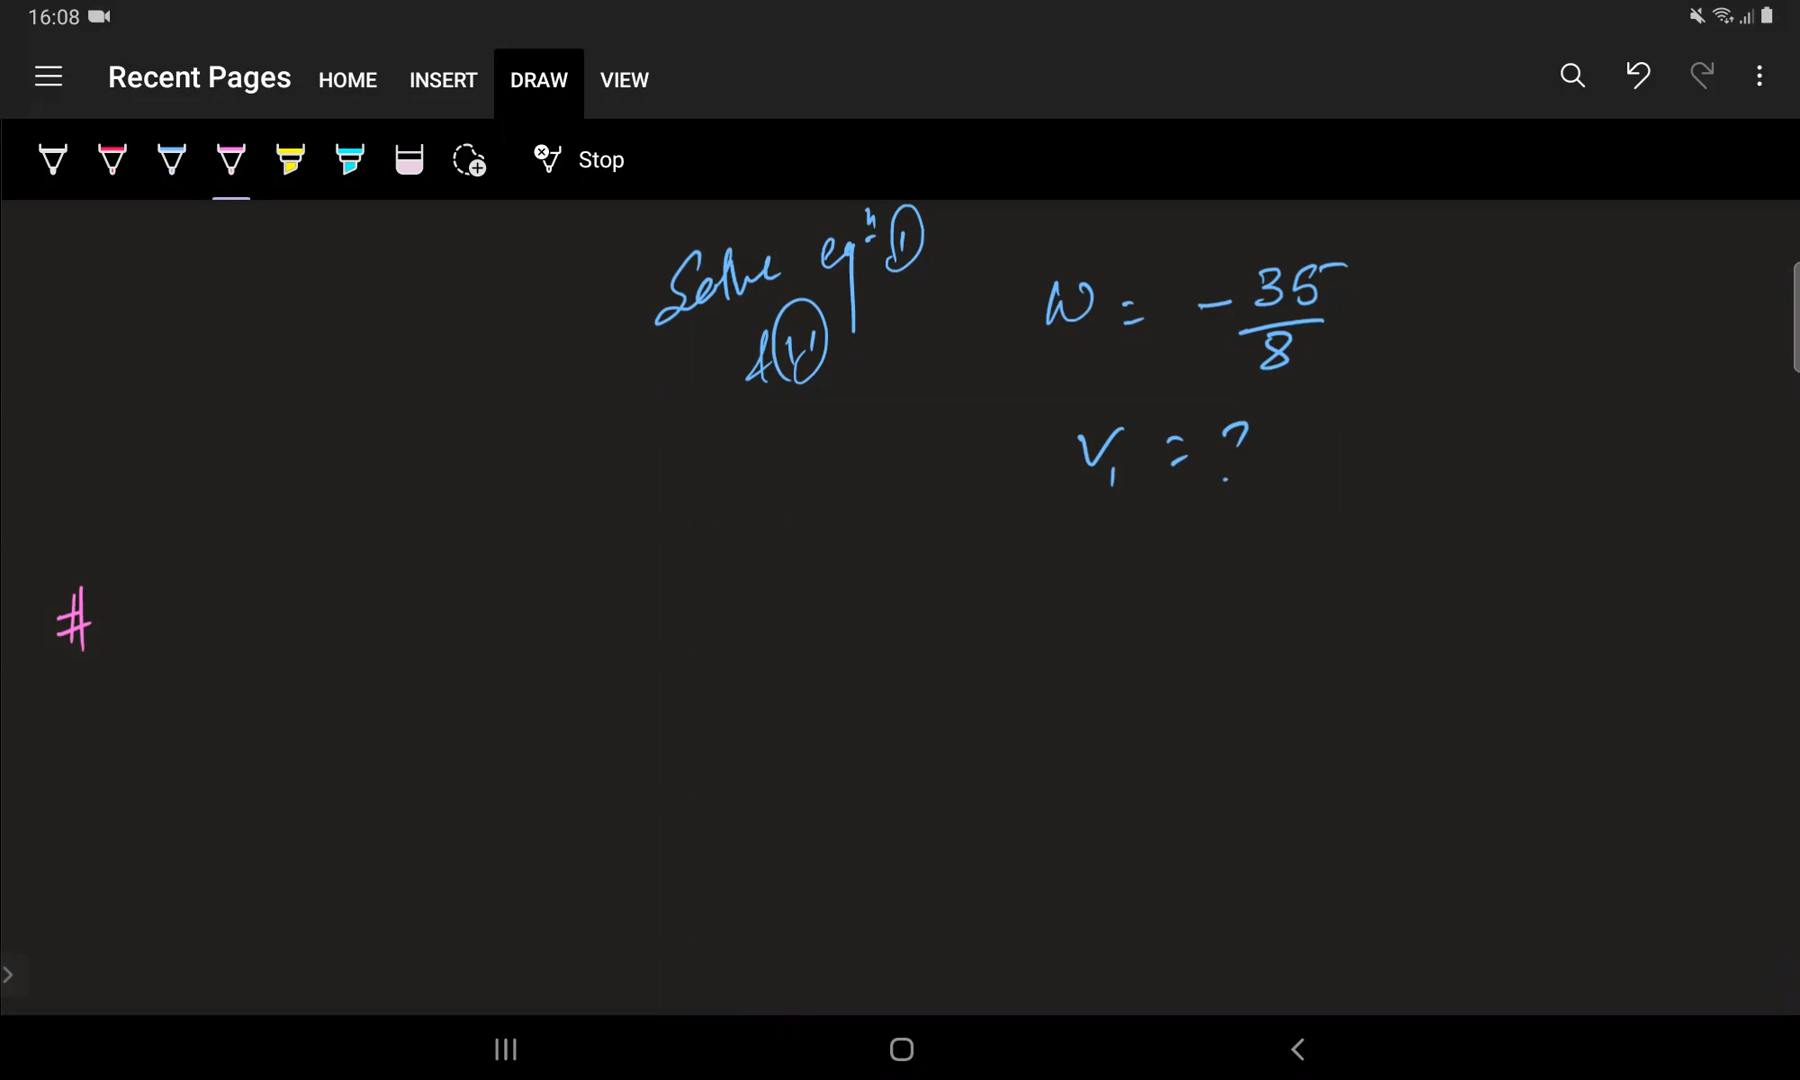 16:08
Recent Pages HOME INSERT DRAW VIEW
Stop
Solve eqn ①
w = - 35/8
&
V1 = ?
#